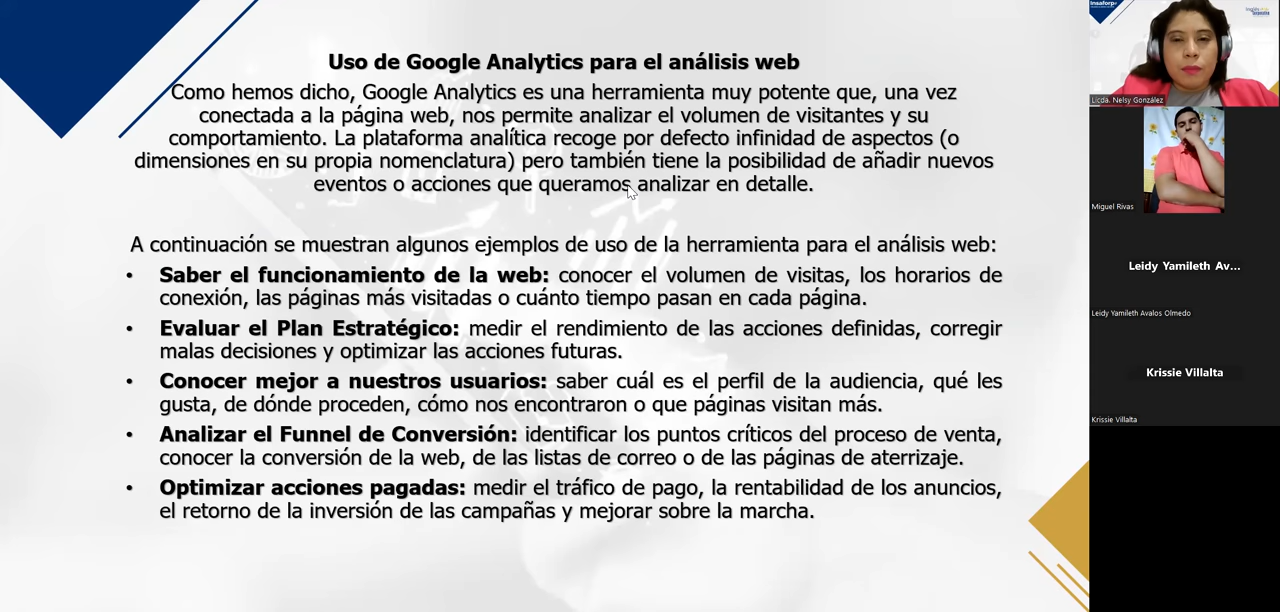 Uso de Google Analytics para el análisis web
Como hemos dicho, Google Analytics es una herramienta muy potente que, una vez
conectada a la página web, nos permite analizar el volumen de visitantes y su
comportamiento. La plataforma analítica recoge por defecto infinidad de aspectos (o
dimensiones en su propia nomenclatura) pero también tiene la posibilidad de añadir nuevos
eventos o acciones que queramos analizar en detalle.
A continuación se muestran algunos ejemplos de uso de la herramienta para el análisis web:
• Saber el funcionamiento de la web: conocer el volumen de visitas, los horarios de
conexión, las páginas más visitadas o cuánto tiempo pasan en cada página.
• Evaluar el Plan Estratégico: medir el rendimiento de las acciones definidas, corregir
malas decisiones y optimizar las acciones futuras.
• Conocer mejor a nuestros usuarios: saber cuál es el perfil de la audiencia, qué les
gusta, de dónde proceden, cómo nos encontraron o que páginas visitan más.
• Analizar el Funnel de Conversión: identificar los puntos críticos del proceso de venta,
conocer la conversión de la web, de las listas de correo o de las páginas de aterrizaje.
• Optimizar acciones pagadas: medir el tráfico de pago, la rentabilidad de los anuncios,
el retorno de la inversión de las campañas y mejorar sobre la marcha.
Insaforp
Licda. Nelsy González
Miguel Rivas
Leidy Yamileth Av...
Leidy Yamileth Avalos Olmedo
Krissie Villalta
Krissie Villalta